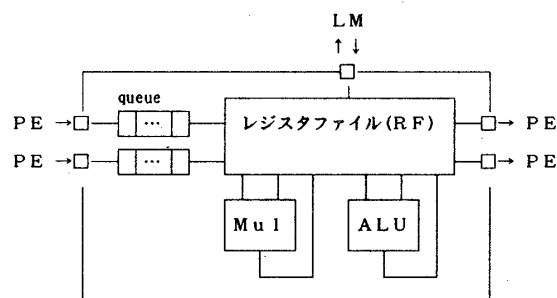 LM
↑ ↓
queue
PE → … レジスタファイル(RF) → PE
PE → … → PE
Mul ALU